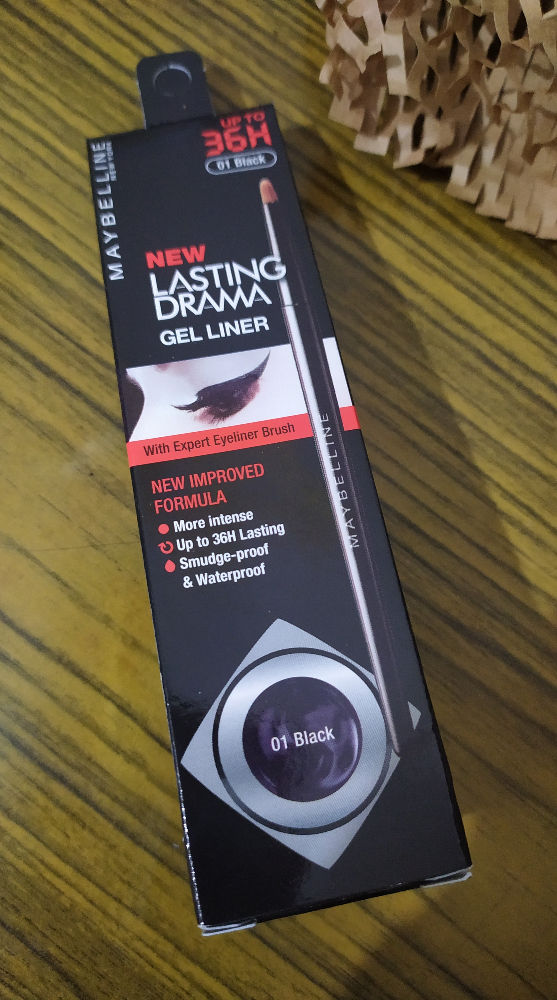 UP TO
36H
01 Black
MAYBELLINE
NEW YORK
NEW
LASTING
DRAMA
GEL LINER
With Expert Eyeliner Brush
MAYBELLINE
NEW IMPROVED
FORMULA
More intense
Up to 36H Lasting
Smudge-proof
& Waterproof
01 Black